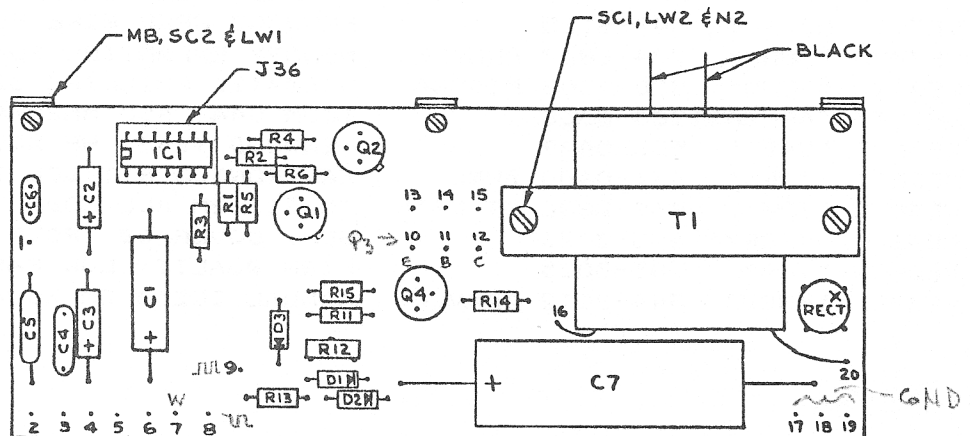 SC1, LW2 & N2
MB, SC2 & LW1
BLACK
J36
IC1
R4
R2
R6
Q2
C6
C2
+
R1
R5
Q1
R3
13 14 15
T1
P3 → 10 11 12
E B C
1
C5
C4
C3
+
C1
+
R15
R11
D3
R12
Q4
R14
16
RECT
X
9
D1
D2
R13
+
C7
20
W
GND
2 3 4 5 6 7 8
17 18 19